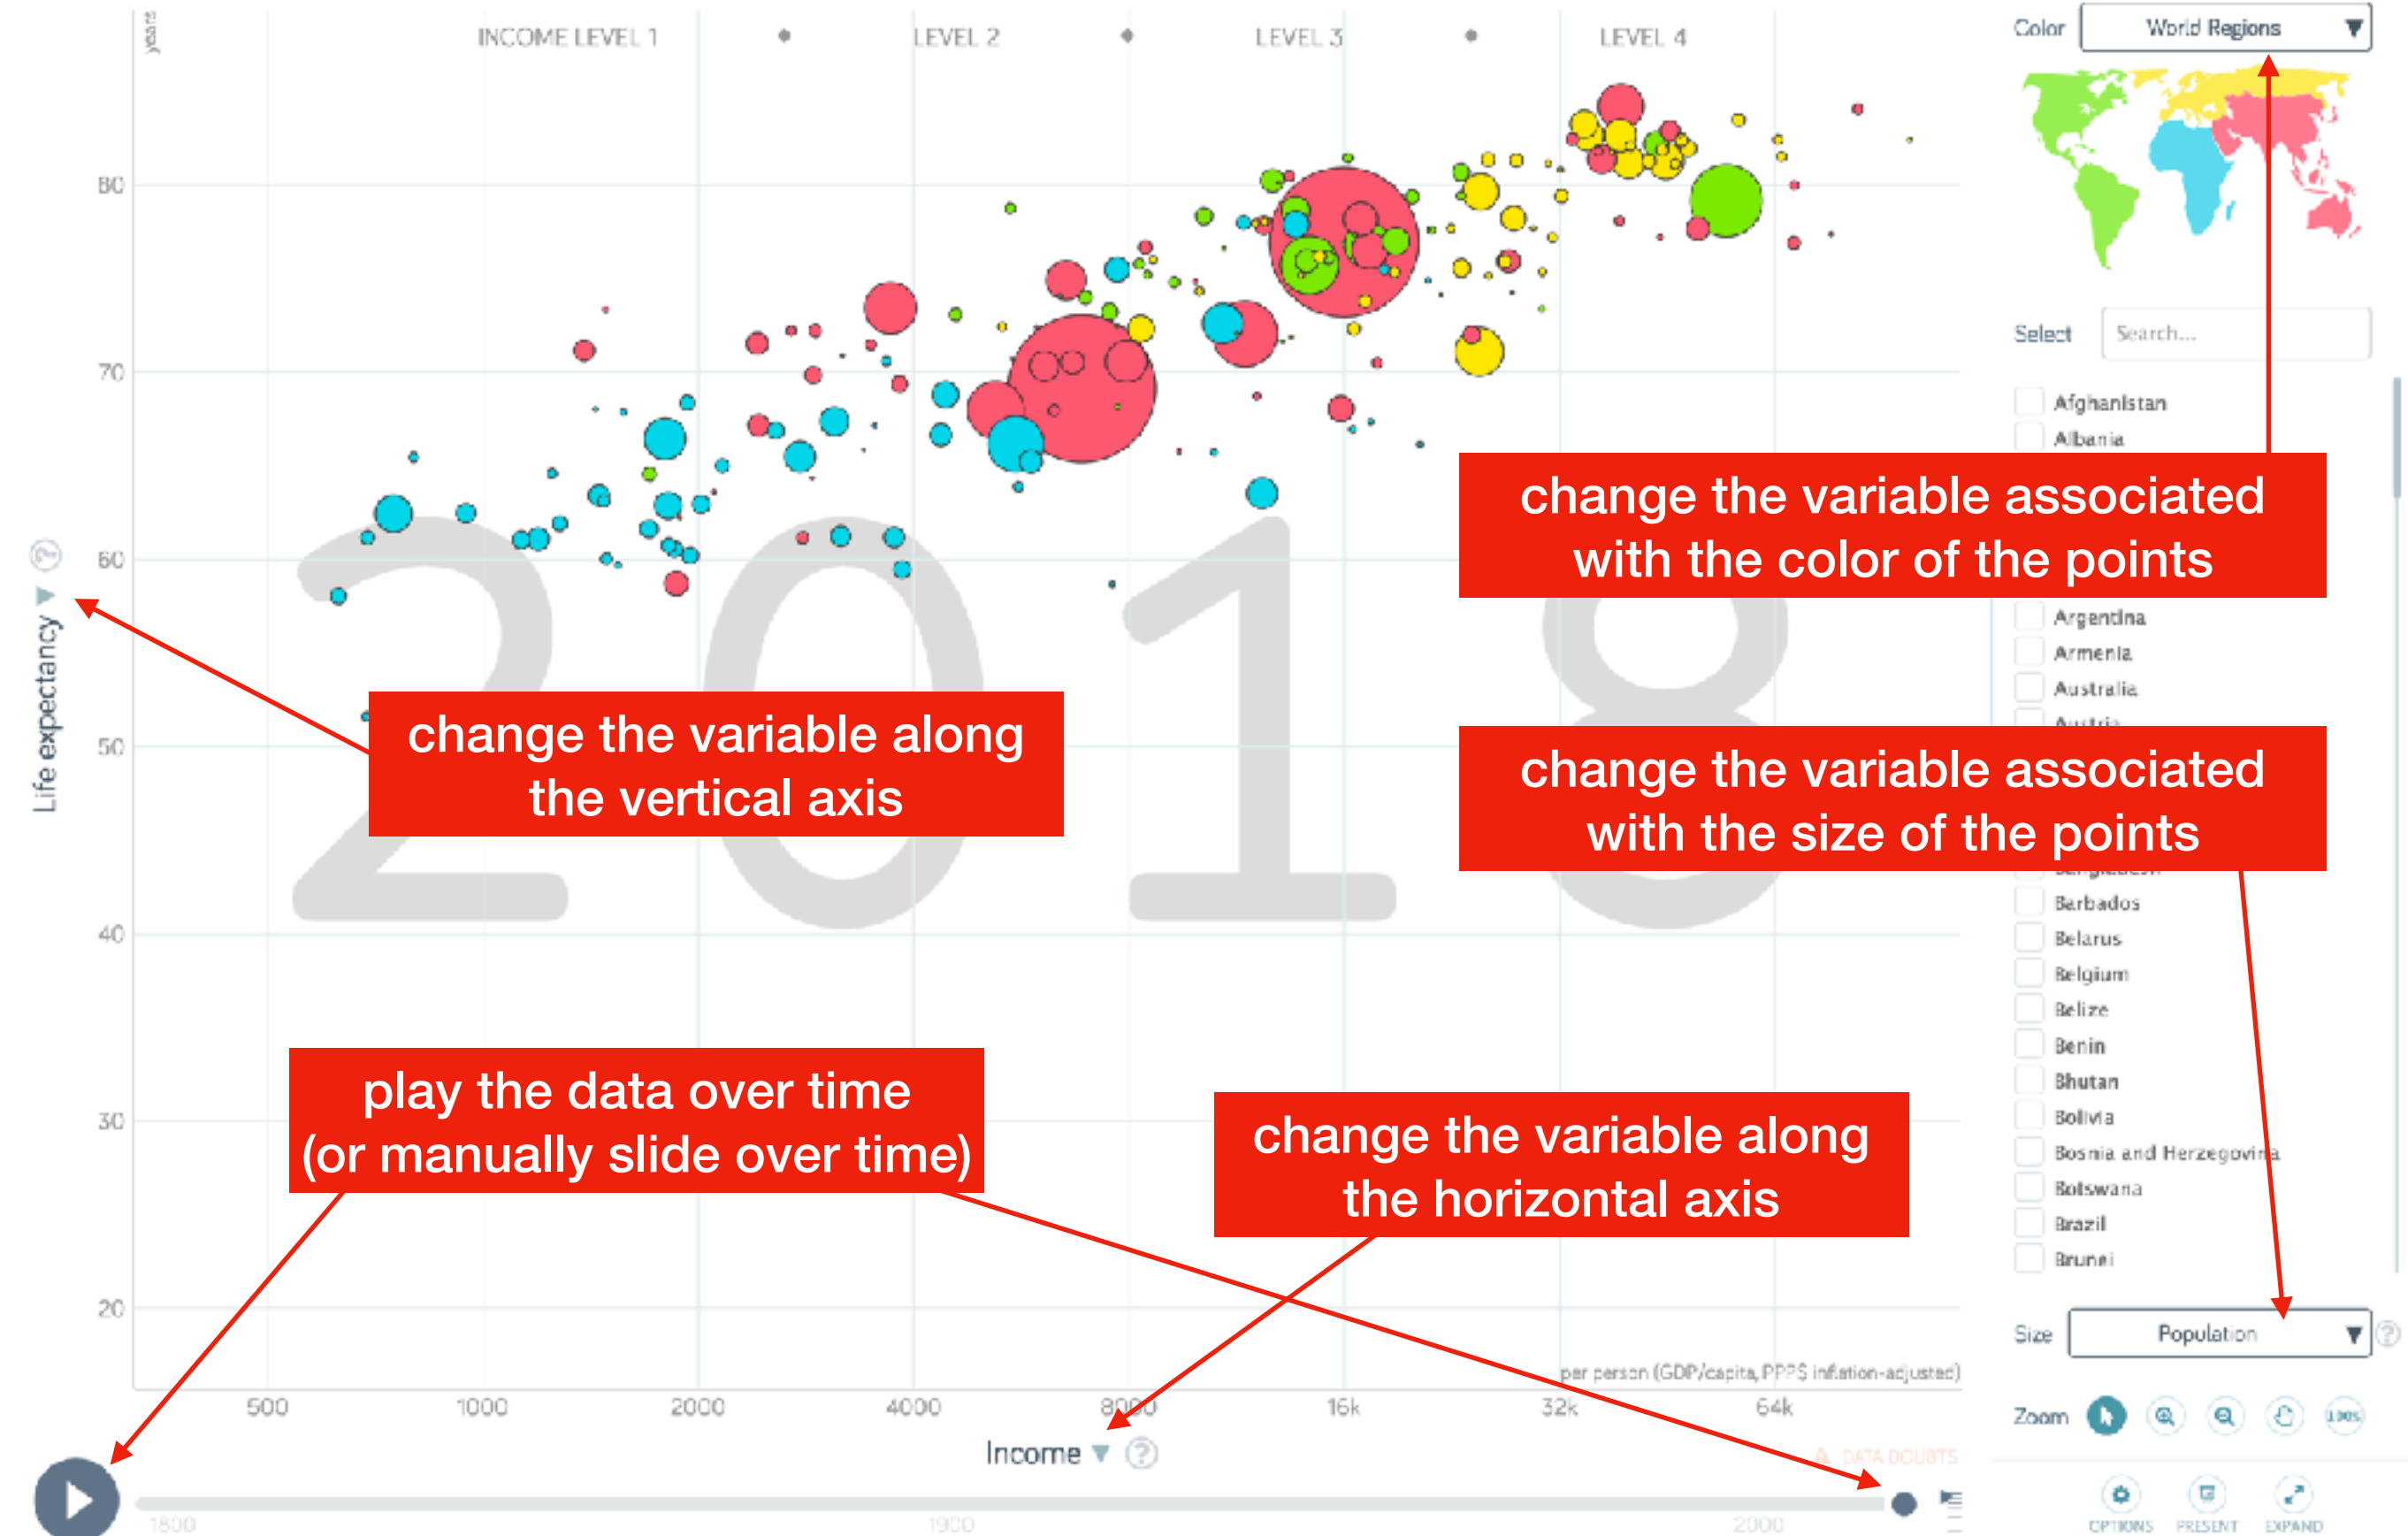 years
INCOME LEVEL 1
LEVEL 2
LEVEL 3
LEVEL 4
Color
World Regions
80
70
60
50
40
30
20
Life expectancy
?
Select
Search...
Afghanistan
Albania
change the variable associated
with the color of the points
Argentina
Armenia
Australia
Austria
2018
change the variable along
the vertical axis
change the variable associated
with the size of the points
Bangladesh
Barbados
Belarus
Belgium
Belize
Benin
Bhutan
Bolivia
Bosnia and Herzegovina
Botswana
Brazil
Brunei
play the data over time
(or manually slide over time)
change the variable along
the horizontal axis
Size
Population
?
per person (GDP/capita, PPP$ inflation-adjusted)
500
1000
2000
4000
8000
16k
32k
64k
Income
?
DATA DOUBTS
Zoom
100%
1800
1900
2000
OPTIONS
PRESENT
EXPAND